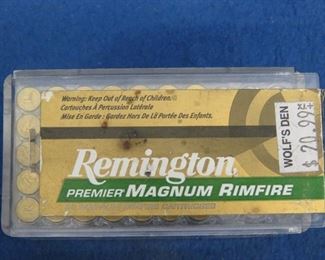 Warning: Keep Out of Reach of Children.
Cartouches À Percussion Latérale
Mise En Garde: Gardez Hors De La Portée Des Enfants.
Remington
PREMIER MAGNUM RIMFIRE
CARTRIDGES
WOLF'S DEN
$ 20.99+